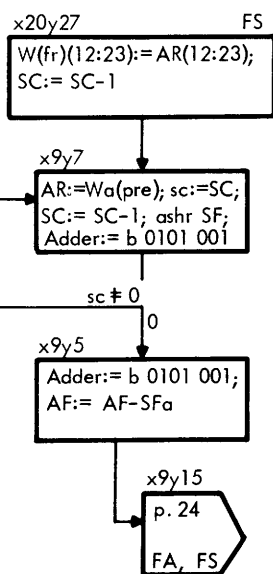 x20y27 FS
W(fr)(12:23):= AR(12:23);
SC:= SC-1
x9y7
AR:=Wa(pre); sc:=SC;
SC:= SC-1; ashr SF;
Adder:= b 0101 001
sc ‡ 0
0
x9y5
Adder:= b 0101 001;
AF:= AF-SFa
x9y15
p. 24
FA, FS